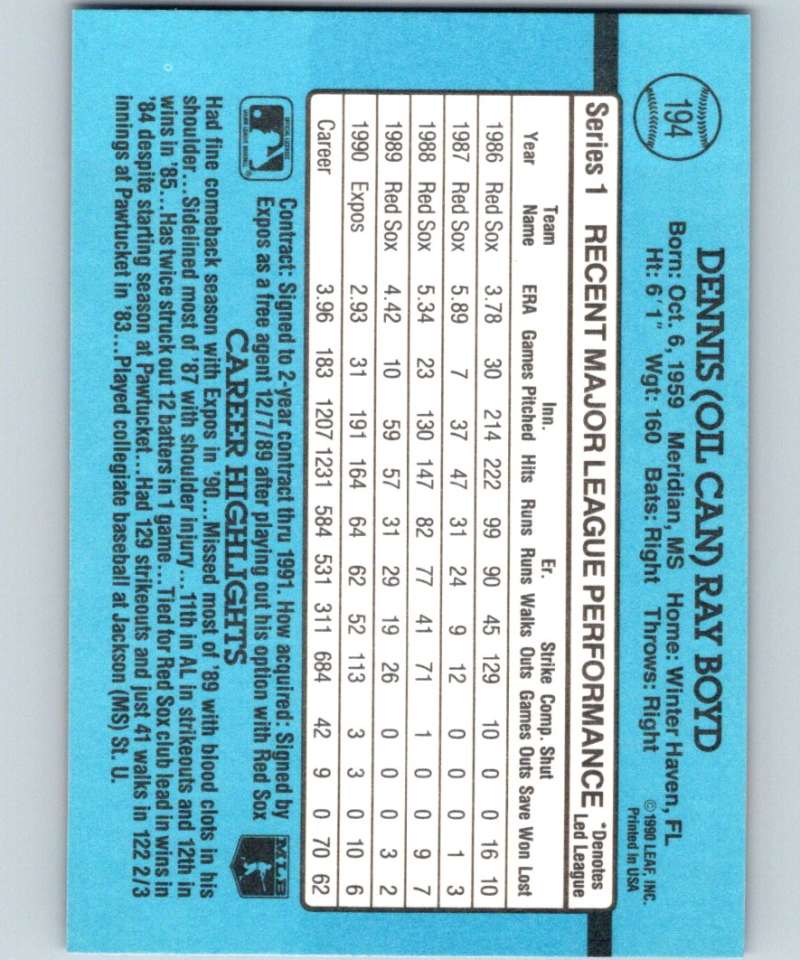 194
DENNIS (OIL CAN) RAY BOYD
Born: Oct. 6, 1959 Meridian, MS Home: Winter Haven, FL
Ht: 6'1" Wgt: 160 Bats: Right Throws: Right
©1990 LEAF, INC.
Printed in USA
Series 1 RECENT MAJOR LEAGUE PERFORMANCE *Denotes Led League
Team Inn. Er. Strike Comp. Shut
Year Name ERA Games Pitched Hits Runs Runs Walks Outs Games Outs Save Won Lost
1986 Red Sox 3.78 30 214 222 99 90 45 129 10 0 0 16 10
1987 Red Sox 5.89 7 37 47 31 24 9 12 0 0 0 1 3
1988 Red Sox 5.34 23 130 147 82 77 41 71 1 0 0 9 7
1989 Red Sox 4.42 10 59 57 31 29 19 26 0 0 0 3 2
1990 Expos 2.93 31 191 164 64 62 52 113 3 3 0 10 6
Career 3.96 183 1207 1231 584 531 311 684 42 9 0 70 62
Contract: Signed to 2-year contract thru 1991. How acquired: Signed by
Expos as a free agent 12/7/89 after playing out his option with Red Sox
MLB
CAREER HIGHLIGHTS
Had fine comeback season with Expos in '90...Missed most of '89 with blood clots in his
shoulder...Sidelined most of '87 with shoulder injury...11th in AL in strikeouts and 12th in
wins in '85...Has twice struck out 12 batters in 1 game...Tied for Red Sox club lead in wins in
'84 despite starting season at Pawtucket...Had 129 strikeouts and just 41 walks in 122 2/3
innings at Pawtucket in '83...Played collegiate baseball at Jackson (MS) St. U.